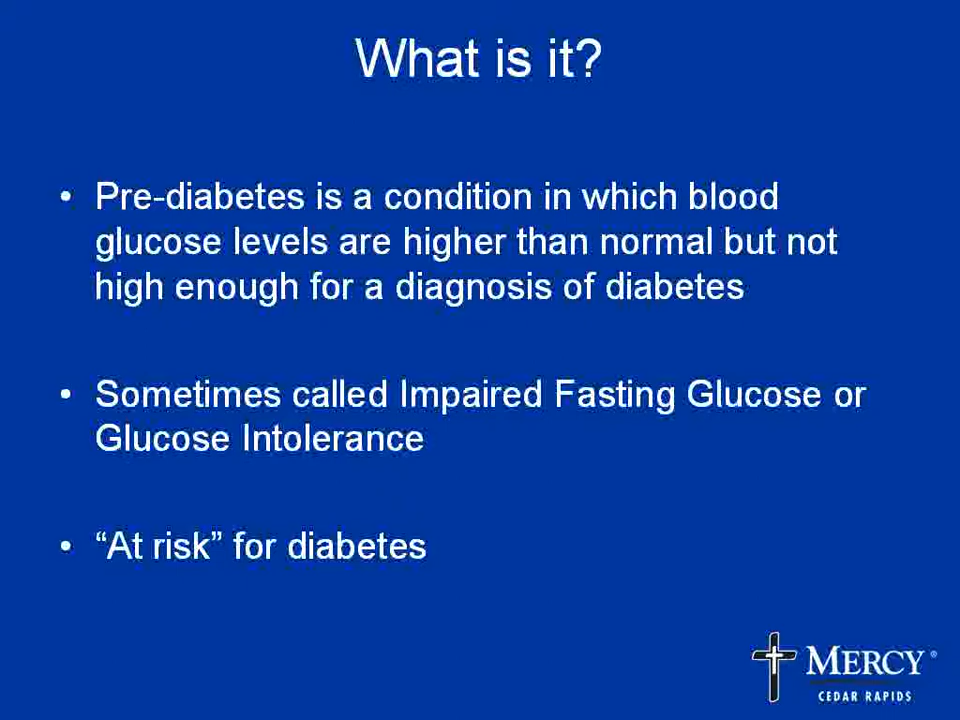 What is it?
• Pre-diabetes is a condition in which blood
glucose levels are higher than normal but not
high enough for a diagnosis of diabetes
• Sometimes called Impaired Fasting Glucose or
Glucose Intolerance
• “At risk” for diabetes
MERCY®
CEDAR RAPIDS